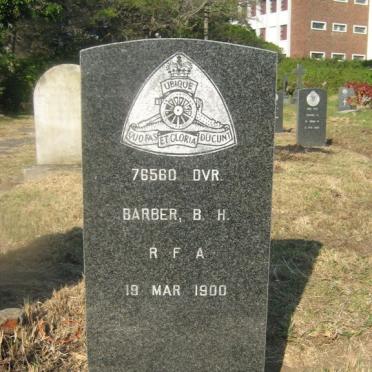 UBIQUE
QUO FAS
ET GLORIA
DUCUNT
76560 DVR.
BARBER, B. H.
R F A
19 MAR 1900